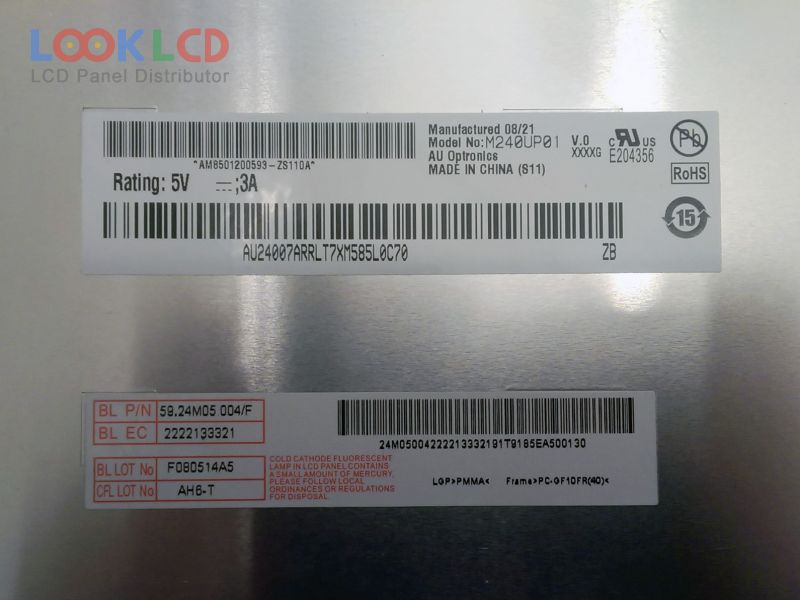 LOOK LCD
LCD Panel Distributor
*AM8501200593-ZS110A*
Manufactured 08/21
Model No:M240UP01 V.0
XXXXG
AU Optronics
MADE IN CHINA (S11)
c RU US
E204356
Pb
RoHS
15
Rating: 5V ⎓;3A
AU24007ARRLT7XM585L0C70 ZB
BL P/N 59.24M05.004/F
BL EC 2222133321
BL LOT No F080514A5
CFL LOT No AH6-T
COLD CATHODE FLUORESCENT
LAMP IN LCD PANEL CONTAINS
A SMALL AMOUNT OF MERCURY,
PLEASE FOLLOW LOCAL
ORDINANCES OR REGULATIONS
FOR DISPOSAL.
24M05004222213332191T9185EA500130
LGP>PMMA< Frame>PC-GF10FR(40)<